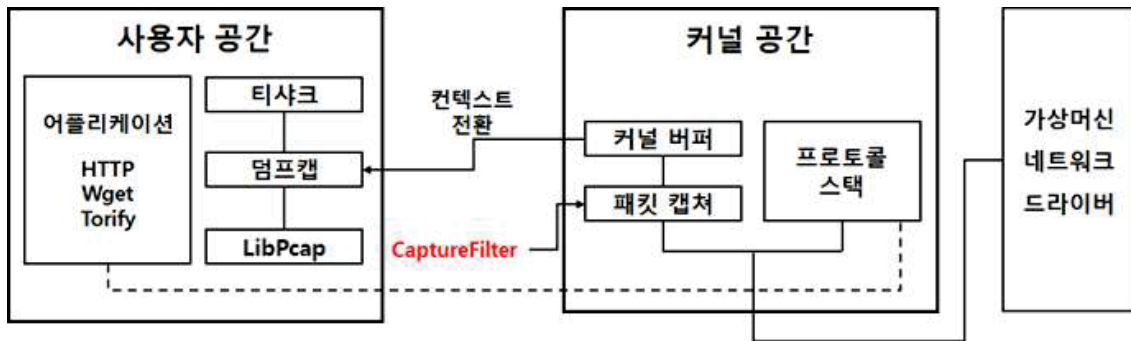 사용자 공간
어플리케이션
HTTP
Wget
Torify
티샤크
덤프캡
LibPcap
컨텍스트
전환
CaptureFilter
커널 공간
커널 버퍼
패킷 캡처
프로토콜
스택
가상머신
네트워크
드라이버